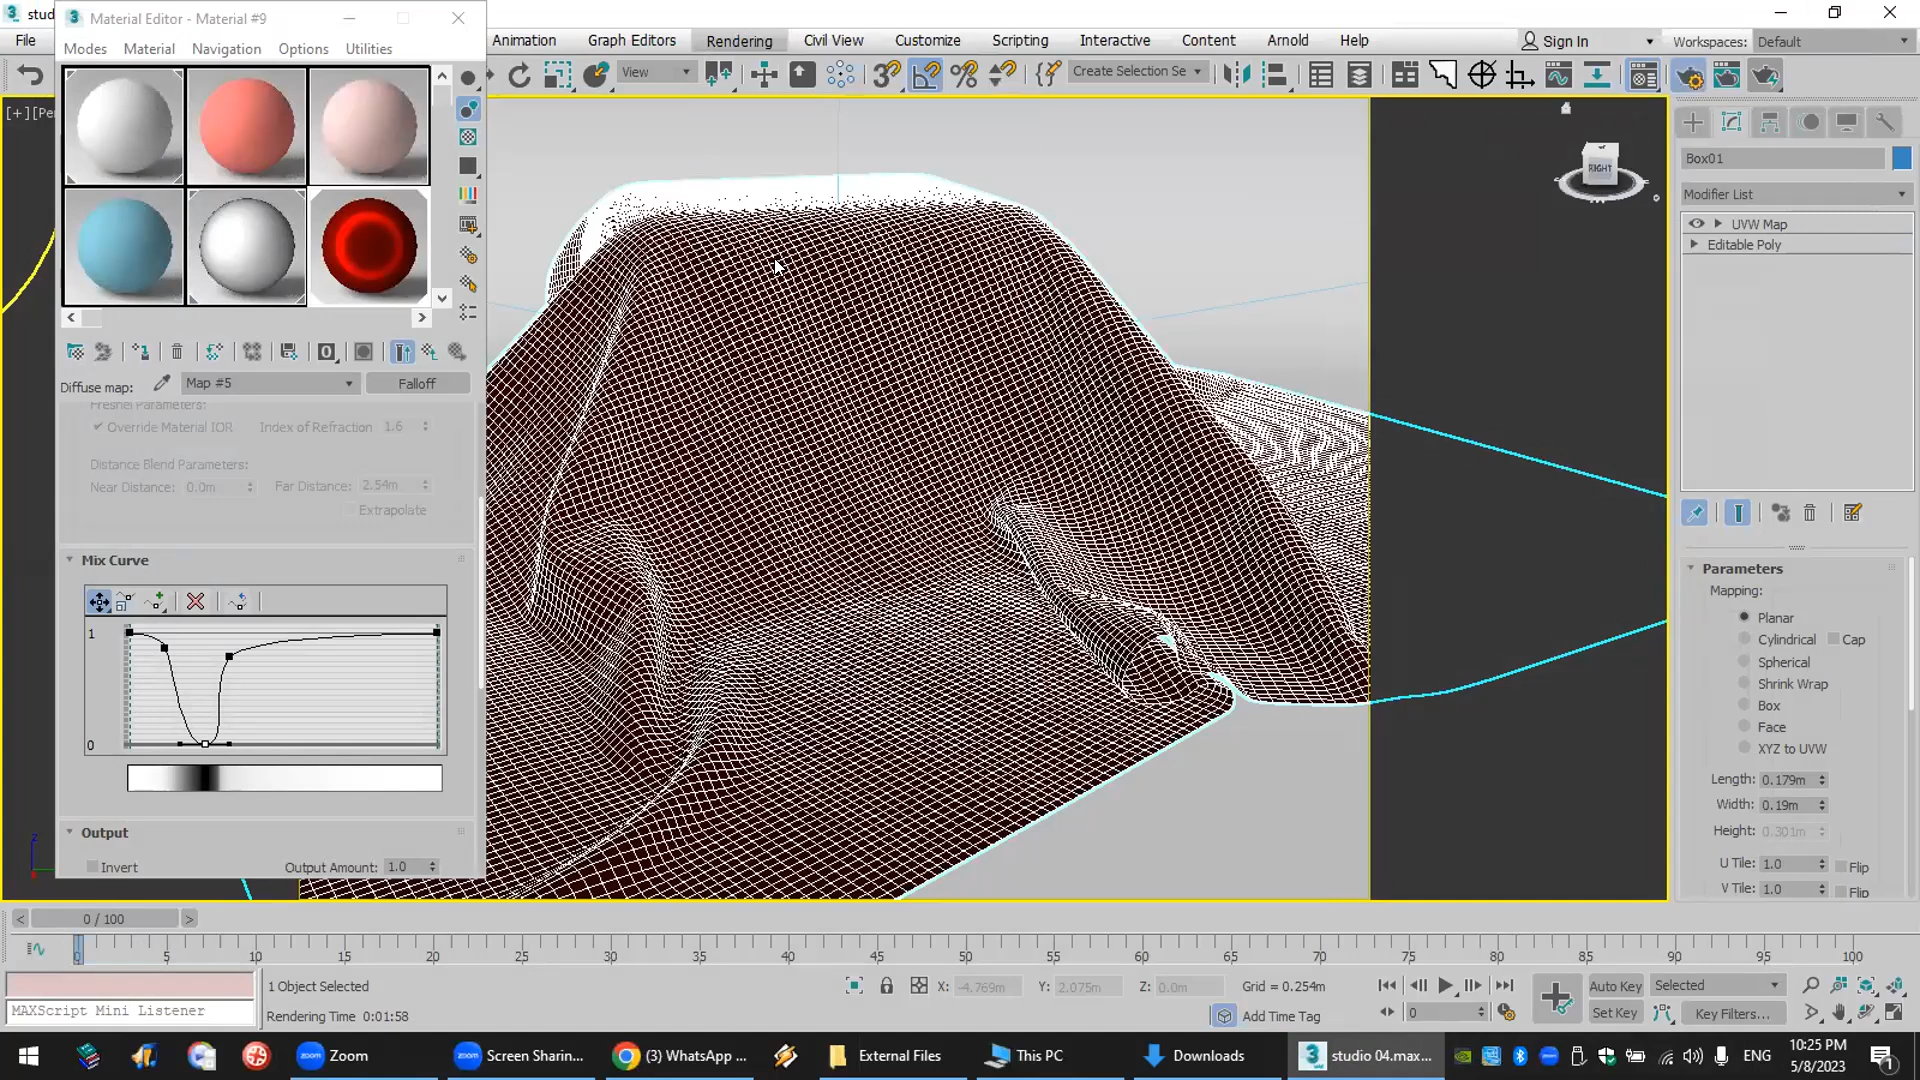 stud
Material Editor - Material #9
File
Animation
Graph Editors
Rendering
Civil View
Customize
Scripting
Interactive
Content
Arnold
Help
Sign In
Workspaces: Default
Modes
Material
Navigation
Options
Utilities
View
Create Selection Se
[+][Pe
RIGHT
Box01
Modifier List
UVW Map
Editable Poly
Diffuse map:
Map #5
Falloff
Fresnel Parameters:
Override Material IOR
Index of Refraction
1.6
Distance Blend Parameters:
Near Distance:
0.0m
Far Distance:
2.54m
Extrapolate
Mix Curve
1
0
Output
Invert
Output Amount:
1.0
Parameters
Mapping:
Planar
Cylindrical
Cap
Spherical
Shrink Wrap
Box
Face
XYZ to UVW
Length: 0.179m
Width: 0.19m
Height: 0.301m
U Tile: 1.0
Flip
V Tile: 1.0
Flip
z
< 0 / 100 >
0 5 10 15 20 25 30 35 40 45 50 55 60 65 70 75 80 85 90 95 100
1 Object Selected
X: -4.769m
Y: 2.075m
Z: 0.0m
Grid = 0.254m
Auto Key
Selected
MAXScript Mini Listener
Rendering Time 0:01:58
Add Time Tag
0
Set Key
Key Filters...
Zoom
Screen Sharin...
(3) WhatsApp ...
External Files
This PC
Downloads
studio 04.max...
ENG
10:25 PM
5/8/2023
1